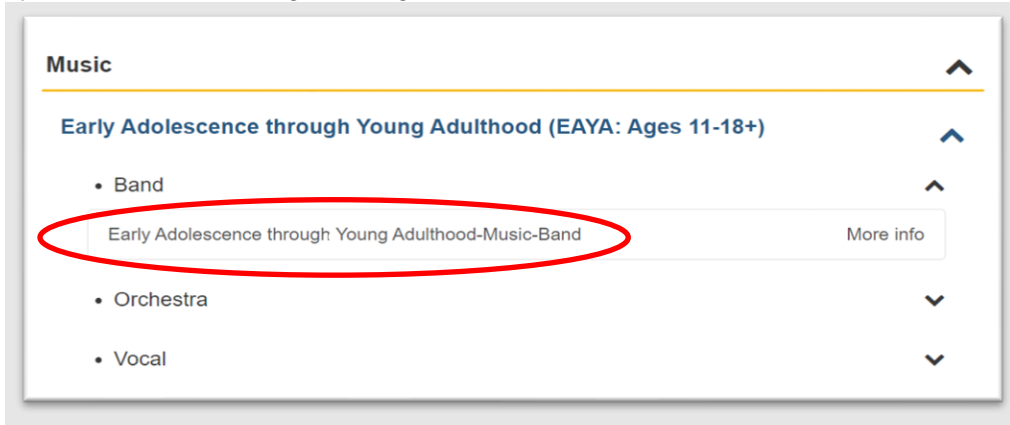 Music
Early Adolescence through Young Adulthood (EAYA: Ages 11-18+)
• Band
Early Adolescence through Young Adulthood-Music-Band More info
• Orchestra
• Vocal